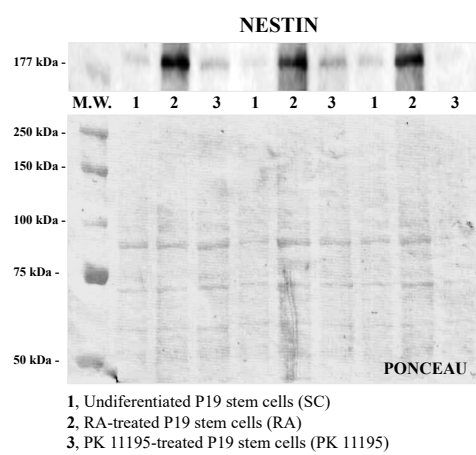 NESTIN
177 kDa -
M.W. 1 2 3 1 2 3 1 2 3
250 kDa -
150 kDa -
100 kDa -
75 kDa -
50 kDa -
PONCEAU
1, Undiferentiated P19 stem cells (SC)
2, RA-treated P19 stem cells (RA)
3, PK 11195-treated P19 stem cells (PK 11195)